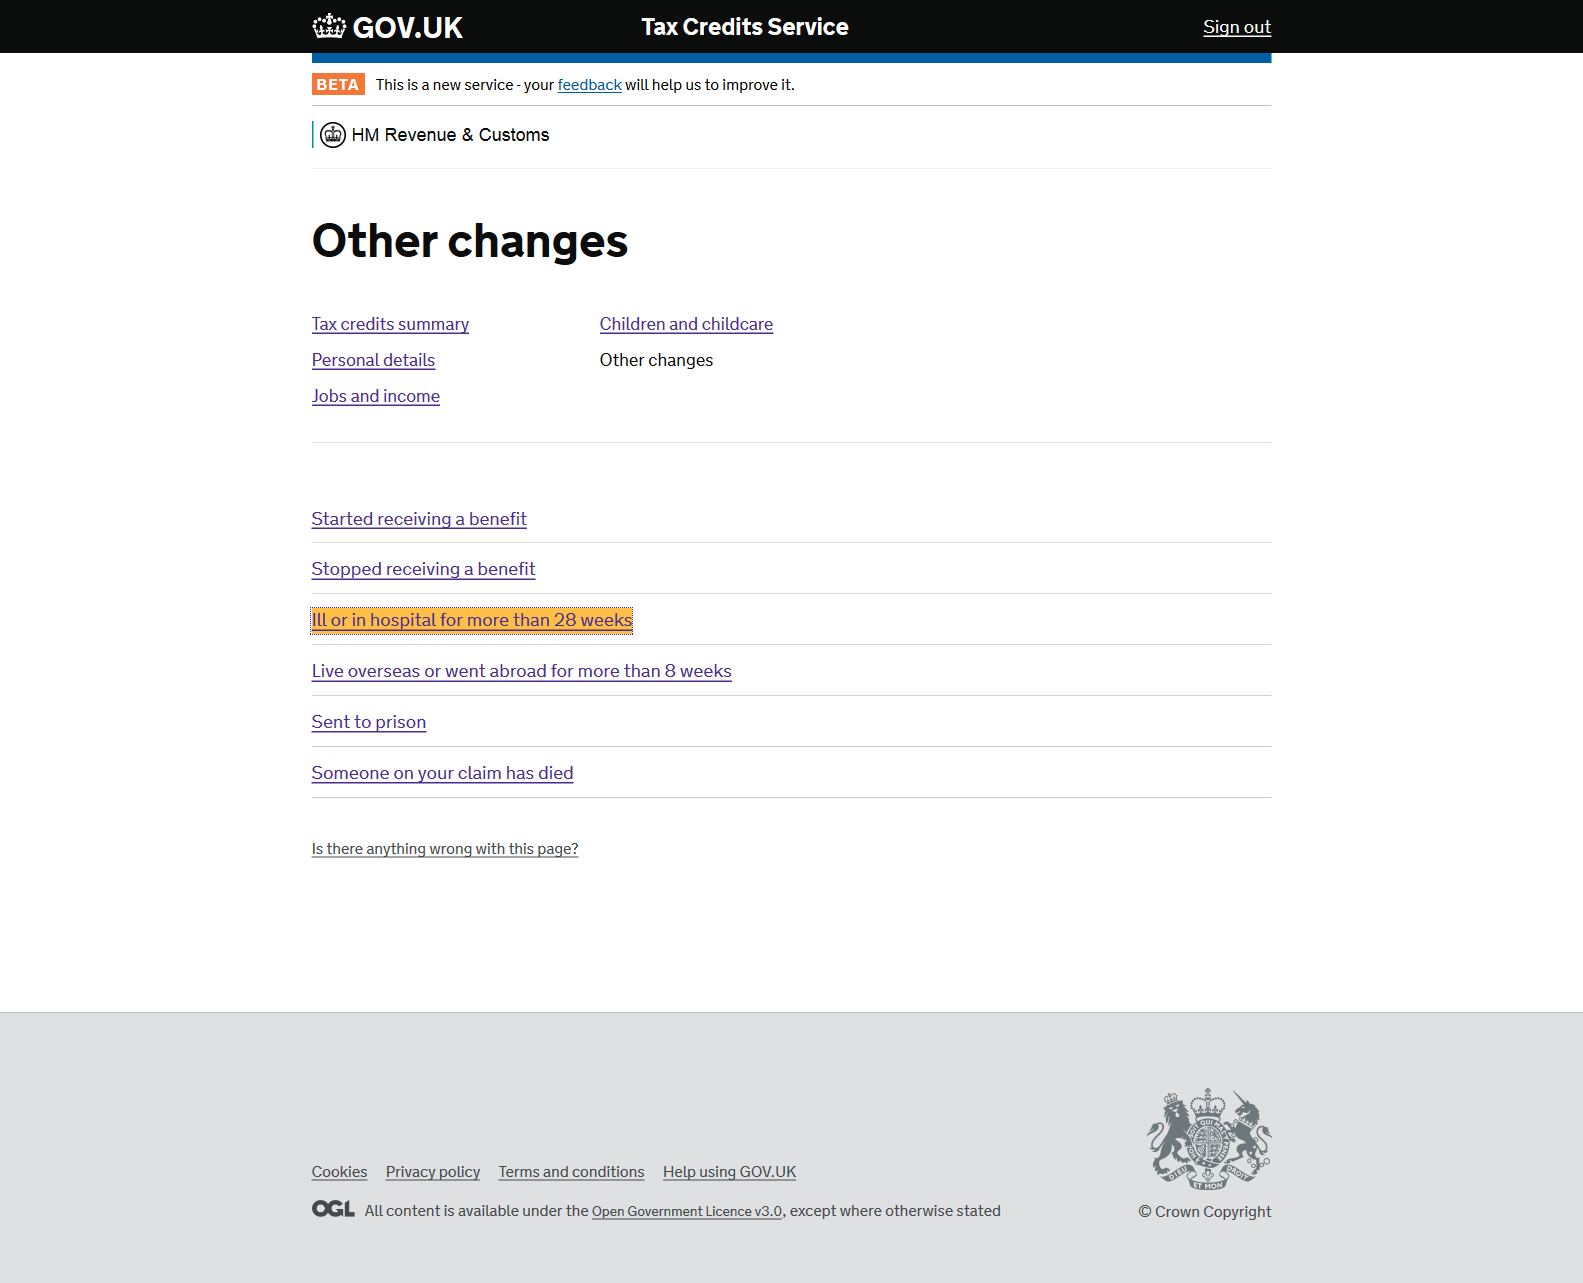 GOV.UK Tax Credits Service Sign out
BETA This is a new service - your feedback will help us to improve it.
HM Revenue & Customs
Other changes
Tax credits summary
Personal details
Jobs and income
Children and childcare
Other changes
Started receiving a benefit
Stopped receiving a benefit
Ill or in hospital for more than 28 weeks
Live overseas or went abroad for more than 8 weeks
Sent to prison
Someone on your claim has died
Is there anything wrong with this page?
Cookies Privacy policy Terms and conditions Help using GOV.UK
OGL All content is available under the Open Government Licence v3.0, except where otherwise stated
DIEU ET MON DROIT
© Crown Copyright